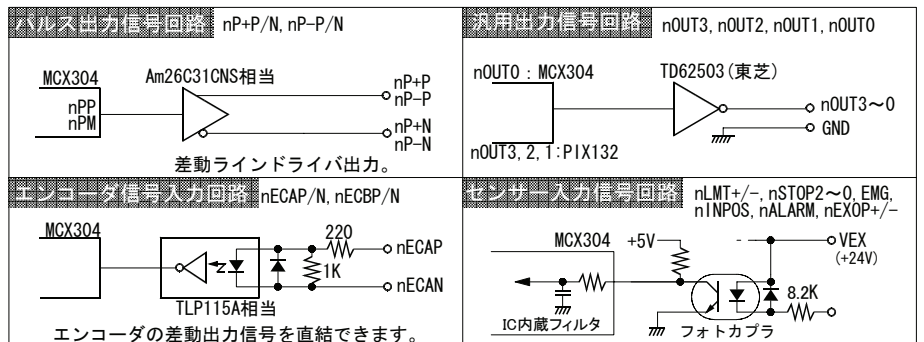 パルス出力信号回路 nP+P/N, nP-P/N
MCX304
Am26C31CNS相当
nPP
nPM
nP+P
nP-P
nP+N
nP-N
差動ラインドライバ出力。
汎用出力信号回路 nOUT3, nOUT2, nOUT1, nOUT0
nOUT0:MCX304
TD62503(東芝)
nOUT3～0
GND
nOUT3, 2, 1:PIX132
エンコーダ信号入力回路 nECAP/N, nECBP/N
MCX304
220
nECAP
1K
nECAN
TLP115A相当
エンコーダの差動出力信号を直結できます。
センサー入力信号回路 nLMT+/-, nSTOP2～0, EMG,
nINPOS, nALARM, nEXOP+/-
MCX304
+5V
VEX
(+24V)
8.2K
IC内蔵フィルタ
フォトカプラ